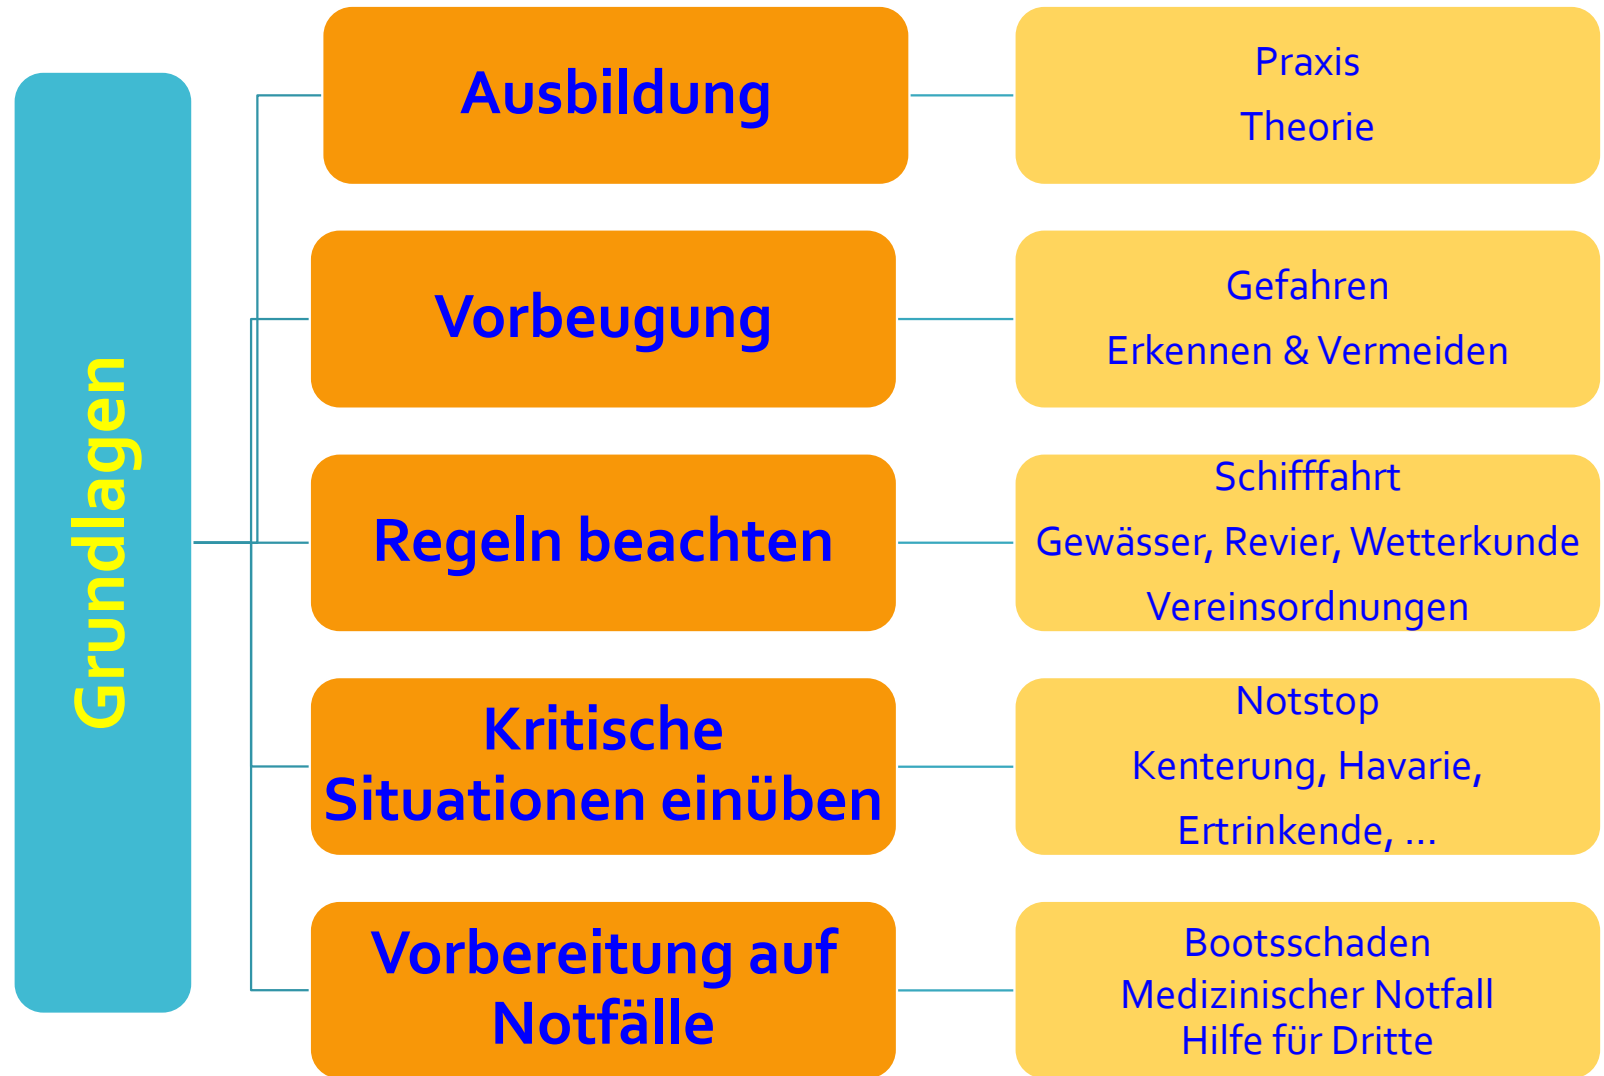 Grundlagen
Ausbildung
Praxis
Theorie
Vorbeugung
Gefahren
Erkennen & Vermeiden
Regeln beachten
Schifffahrt
Gewässer, Revier, Wetterkunde
Vereinsordnungen
Kritische
Situationen einüben
Notstop
Kenterung, Havarie,
Ertrinkende, ...
Vorbereitung auf
Notfälle
Bootsschaden
Medizinischer Notfall
Hilfe für Dritte